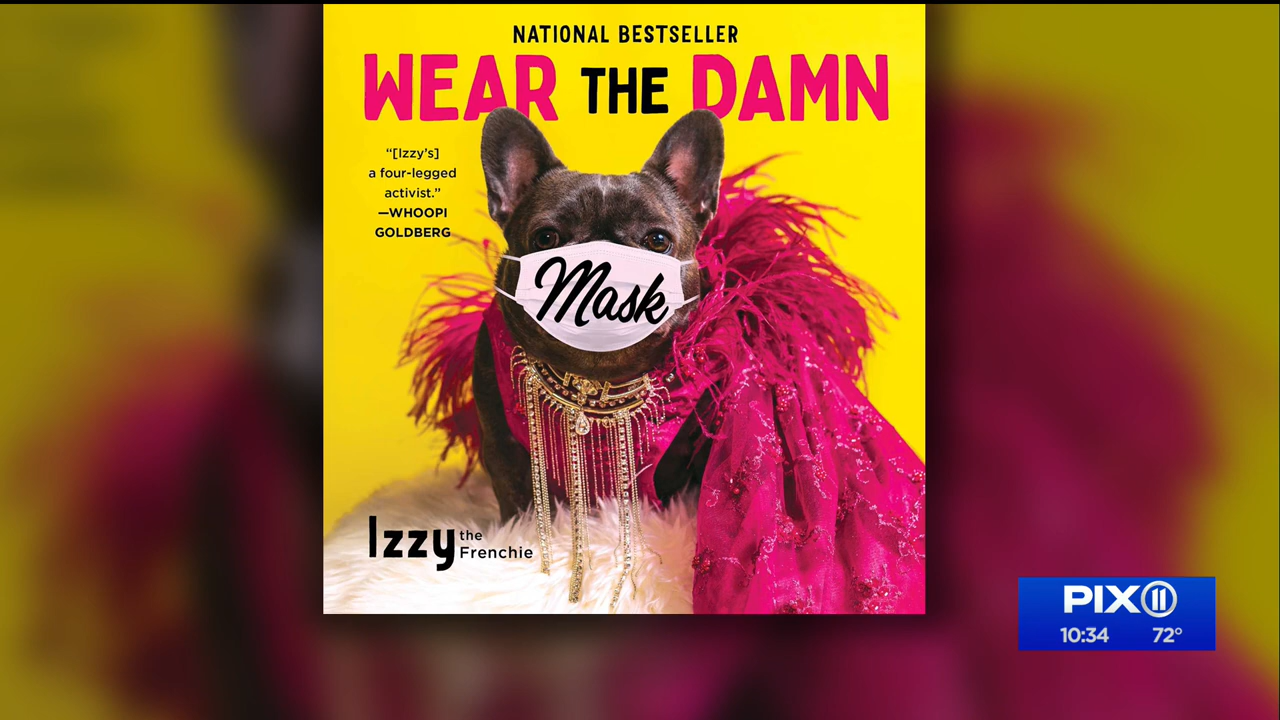 NATIONAL BESTSELLER
WEAR THE DAMN
“[Izzy’s]
a four-legged
activist.”
—WHOOPI
GOLDBERG
Mask
Izzy the
Frenchie
PIX11
10:34 72°